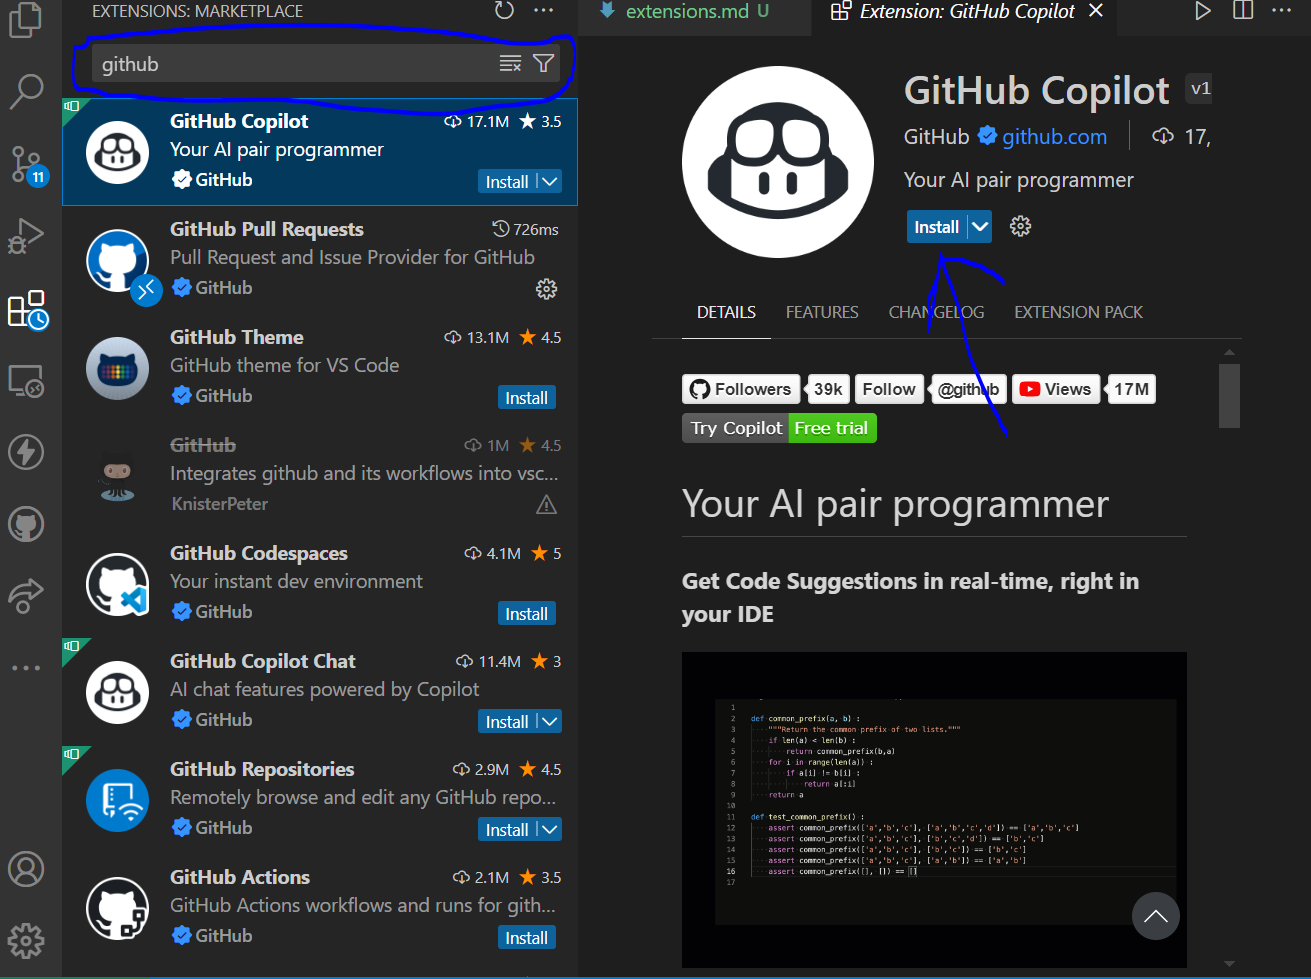 EXTENSIONS: MARKETPLACE
github
GitHub Copilot 17.1M 3.5
Your AI pair programmer
GitHub Install
GitHub Pull Requests 726ms
Pull Request and Issue Provider for GitHub
GitHub
GitHub Theme 13.1M 4.5
GitHub theme for VS Code
GitHub Install
GitHub 1M 4.5
Integrates github and its workflows into vsc...
KnisterPeter
GitHub Codespaces 4.1M 5
Your instant dev environment
GitHub Install
GitHub Copilot Chat 11.4M 3
AI chat features powered by Copilot
GitHub Install
GitHub Repositories 2.9M 4.5
Remotely browse and edit any GitHub repo...
GitHub Install
GitHub Actions 2.1M 3.5
GitHub Actions workflows and runs for gith...
GitHub Install
11
extensions.md U
Extension: GitHub Copilot
GitHub Copilot v1
GitHub github.com 17,
Your AI pair programmer
Install
DETAILS FEATURES CHANGELOG EXTENSION PACK
Followers 39k Follow @github Views 17M
Try Copilot Free trial
Your AI pair programmer
Get Code Suggestions in real-time, right in
your IDE
1
2 def common_prefix(a, b) :
3 """Return the common prefix of two lists."""
4 if len(a) < len(b) :
5 return common_prefix(b,a)
6 for i in range(len(a)) :
7 if a[i] != b[i] :
8 return a[:i]
9 return a
10
11 def test_common_prefix() :
12 assert common_prefix(['a','b','c'], ['a','b','c','d']) == ['a','b','c']
13 assert common_prefix(['a','b','c'], ['b','c','d']) == ['b','c']
14 assert common_prefix(['a','b','c'], ['b','c']) == ['b','c']
15 assert common_prefix(['a','b','c'], ['a','b']) == ['a','b']
16 assert common_prefix([], []) == []
17